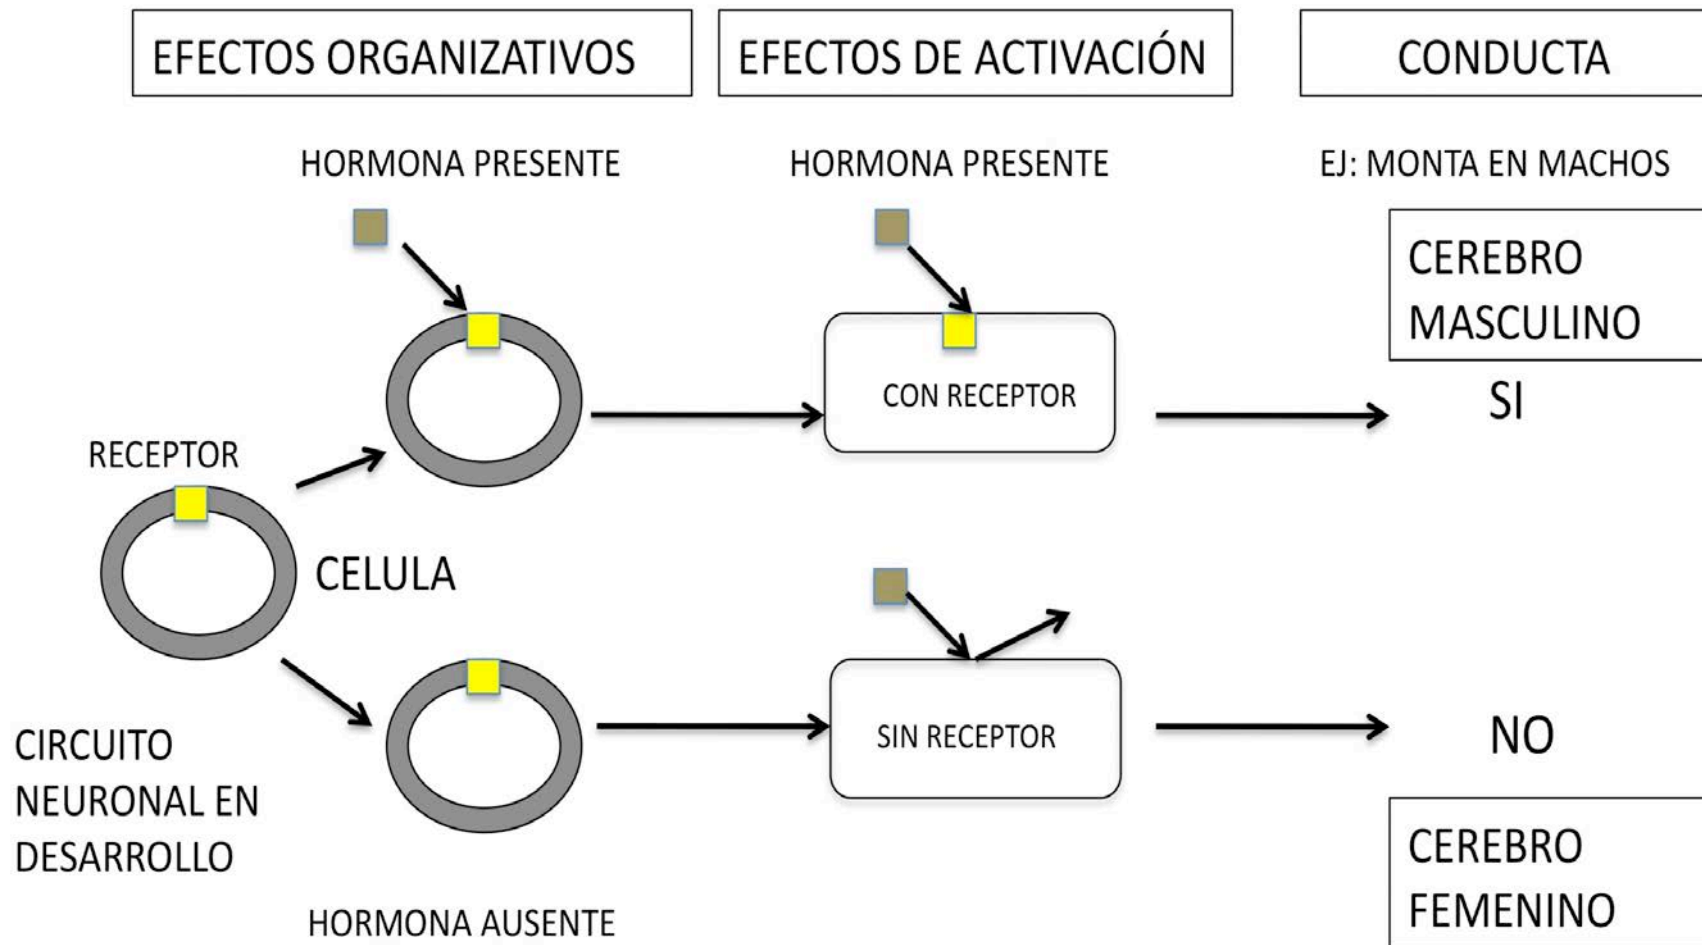 EFECTOS ORGANIZATIVOS
EFECTOS DE ACTIVACIÓN
CONDUCTA
HORMONA PRESENTE
HORMONA PRESENTE
EJ: MONTA EN MACHOS
CEREBRO
MASCULINO
CON RECEPTOR
SI
RECEPTOR
CELULA
SIN RECEPTOR
NO
CIRCUITO
NEURONAL EN
DESARROLLO
CEREBRO
FEMENINO
HORMONA AUSENTE